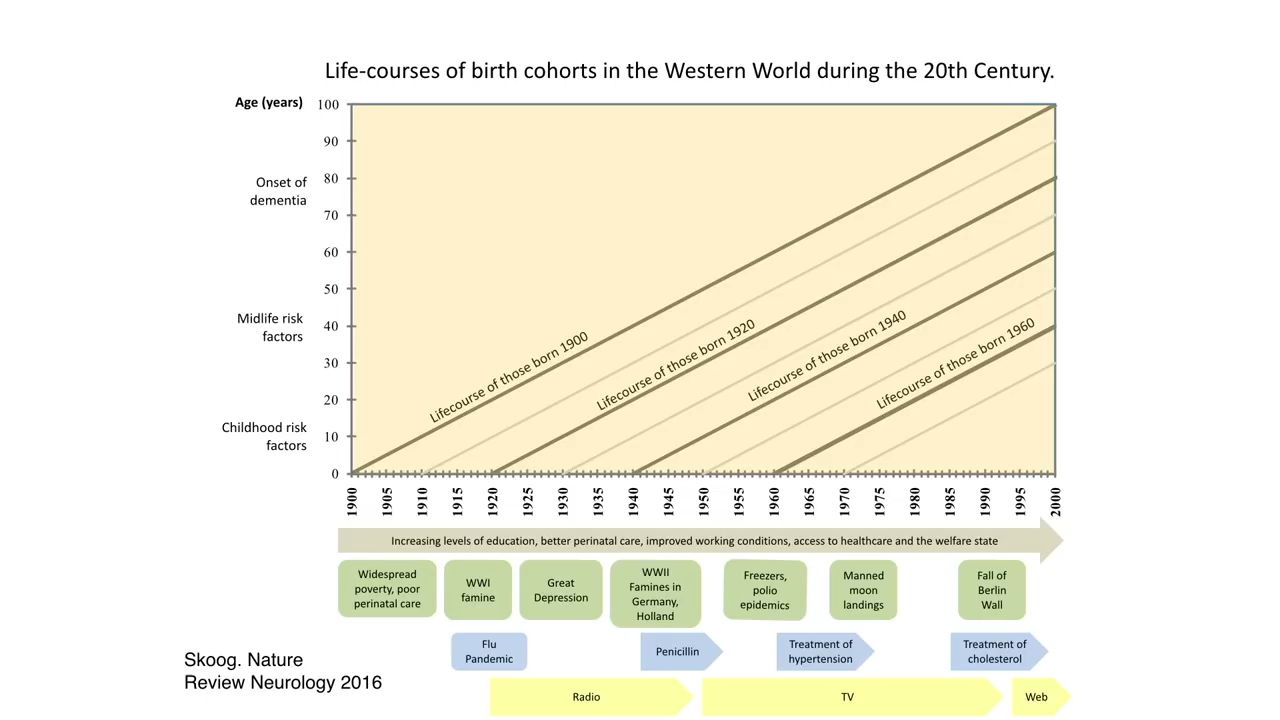 Life-courses of birth cohorts in the Western World during the 20th Century.
Age (years)
100
90
Onset of
dementia
80
70
60
50
Midlife risk
factors
40
30
20
Childhood risk
factors
10
0
Lifecourse of those born 1900
Lifecourse of those born 1920
Lifecourse of those born 1940
Lifecourse of those born 1960
1900
1905
1910
1915
1920
1925
1930
1935
1940
1945
1950
1955
1960
1965
1970
1975
1980
1985
1990
1995
2000
Increasing levels of education, better perinatal care, improved working conditions, access to healthcare and the welfare state
Widespread
poverty, poor
perinatal care
WWI
famine
Great
Depression
WWII
Famines in
Germany,
Holland
Freezers,
polio
epidemics
Manned
moon
landings
Fall of
Berlin
Wall
Flu
Pandemic
Penicillin
Treatment of
hypertension
Treatment of
cholesterol
Radio
TV
Web
Skoog. Nature
Review Neurology 2016